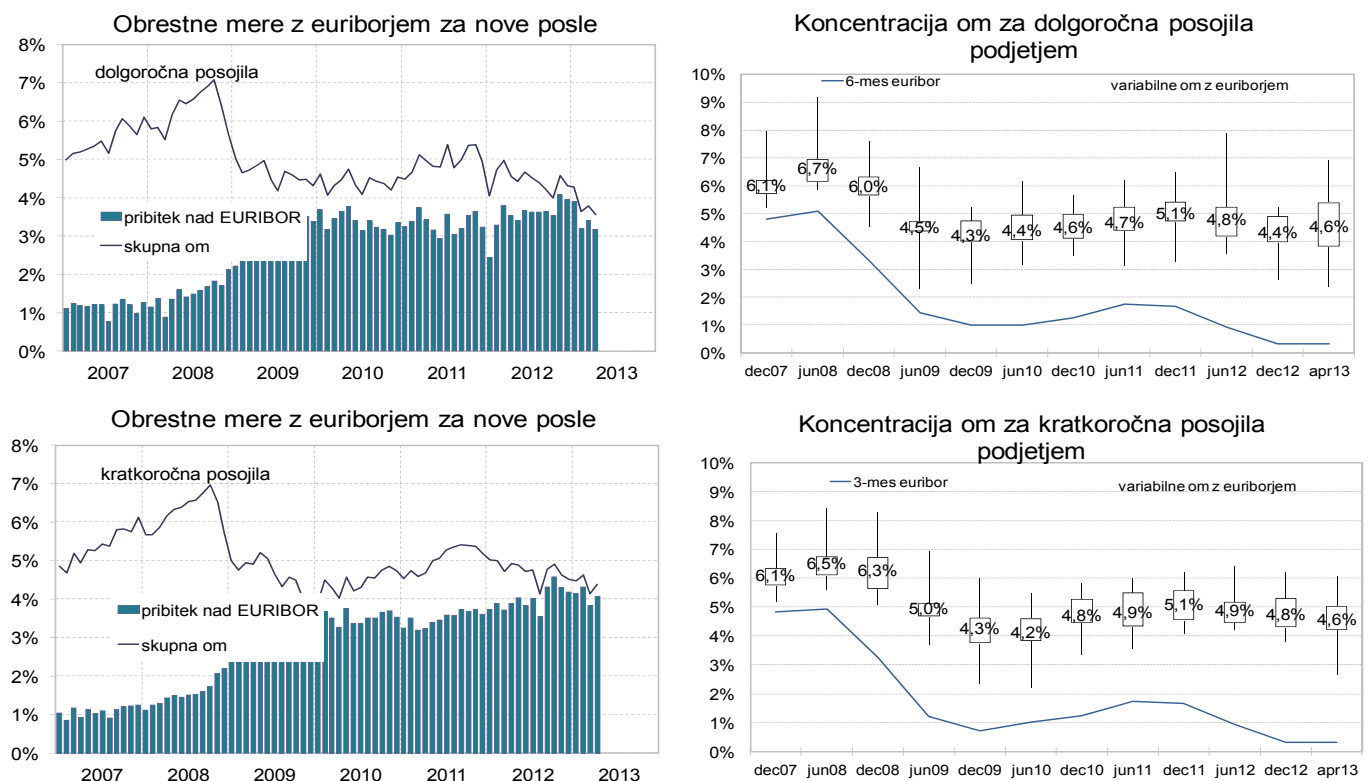 Obrestne mere z euriborjem za nove posle
8%
7%
6%
5%
4%
3%
2%
1%
0%
dolgoročna posojila
pribitek nad EURIBOR
skupna om
2007 2008 2009 2010 2011 2012 2013
Koncentracija om za dolgoročna posojila
podjetjem
10%
9%
8%
7%
6%
5%
4%
3%
2%
1%
0%
6-mes euribor
variabilne om z euriborjem
6,1% 6,7% 6,0% 4,5% 4,3% 4,4% 4,6% 4,7% 5,1% 4,8% 4,4% 4,6%
dec07 jun08 dec08 jun09 dec09 jun10 dec10 jun11 dec11 jun12 dec12 apr13
Obrestne mere z euriborjem za nove posle
8%
7%
6%
5%
4%
3%
2%
1%
0%
kratkoročna posojila
pribitek nad EURIBOR
skupna om
2007 2008 2009 2010 2011 2012 2013
Koncentracija om za kratkoročna posojila
podjetjem
10%
9%
8%
7%
6%
5%
4%
3%
2%
1%
0%
3-mes euribor
variabilne om z euriborjem
6,1% 6,5% 6,3% 5,0% 4,3% 4,2% 4,8% 4,9% 5,1% 4,9% 4,8% 4,6%
dec07 jun08 dec08 jun09 dec09 jun10 dec10 jun11 dec11 jun12 dec12 apr13